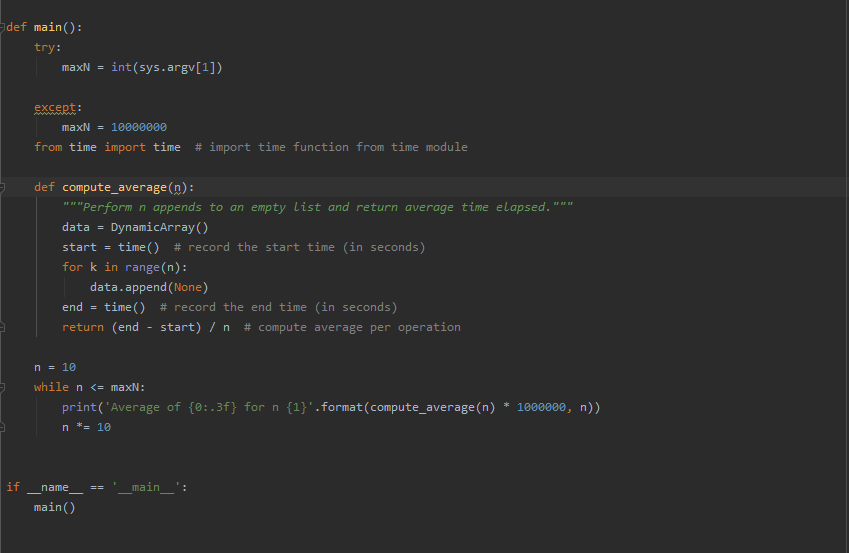 def main():
    try:
        maxN = int(sys.argv[1])
    except:
        maxN = 10000000
    from time import time  # import time function from time module
    def compute_average(n):
        """Perform n appends to an empty list and return average time elapsed."""
        data = DynamicArray()
        start = time()  # record the start time (in seconds)
        for k in range(n):
            data.append(None)
        end = time()  # record the end time (in seconds)
        return (end - start) / n  # compute average per operation
    n = 10
    while n <= maxN:
        print('Average of {0:.3f} for n {1}'.format(compute_average(n) * 1000000, n))
        n *= 10
if __name__ == '__main__':
    main()